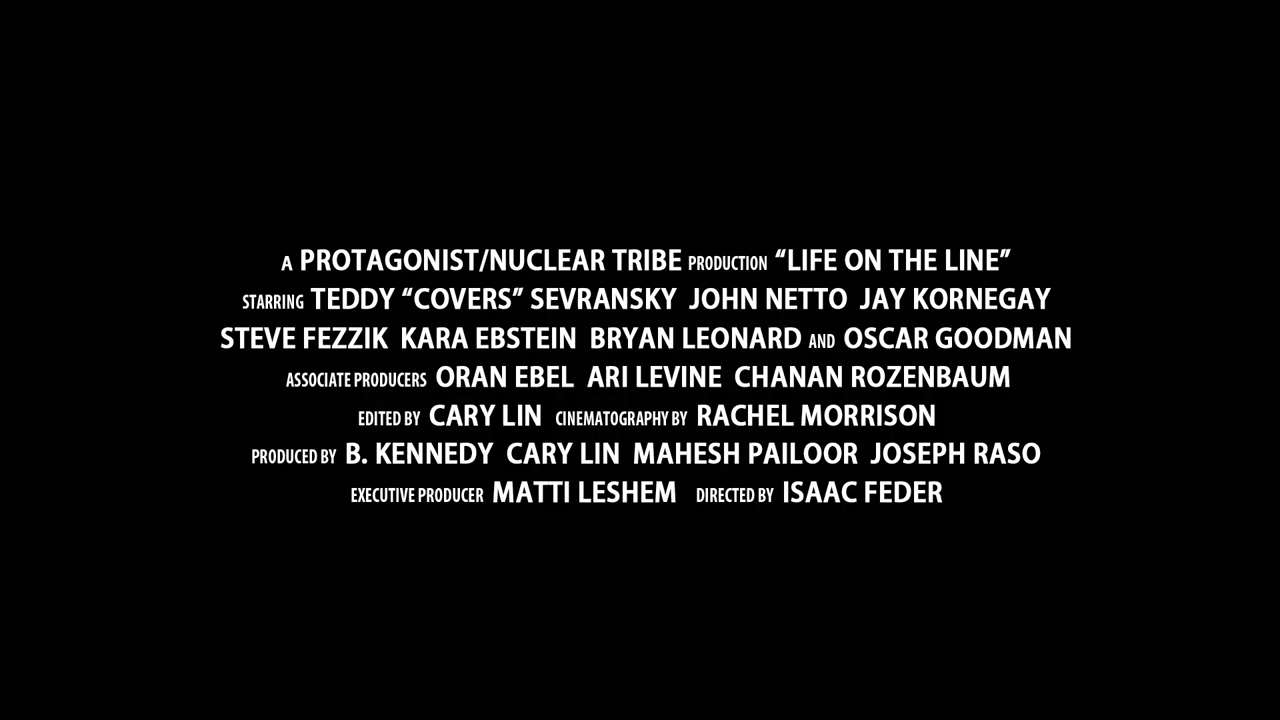 A PROTAGONIST/NUCLEAR TRIBE PRODUCTION “LIFE ON THE LINE”
STARRING TEDDY “COVERS” SEVRANSKY JOHN NETTO JAY KORNEGAY
STEVE FEZZIK KARA EBSTEIN BRYAN LEONARD AND OSCAR GOODMAN
ASSOCIATE PRODUCERS ORAN EBEL ARI LEVINE CHANAN ROZENBAUM
EDITED BY CARY LIN CINEMATOGRAPHY BY RACHEL MORRISON
PRODUCED BY B. KENNEDY CARY LIN MAHESH PAILOOR JOSEPH RASO
EXECUTIVE PRODUCER MATTI LESHEM DIRECTED BY ISAAC FEDER